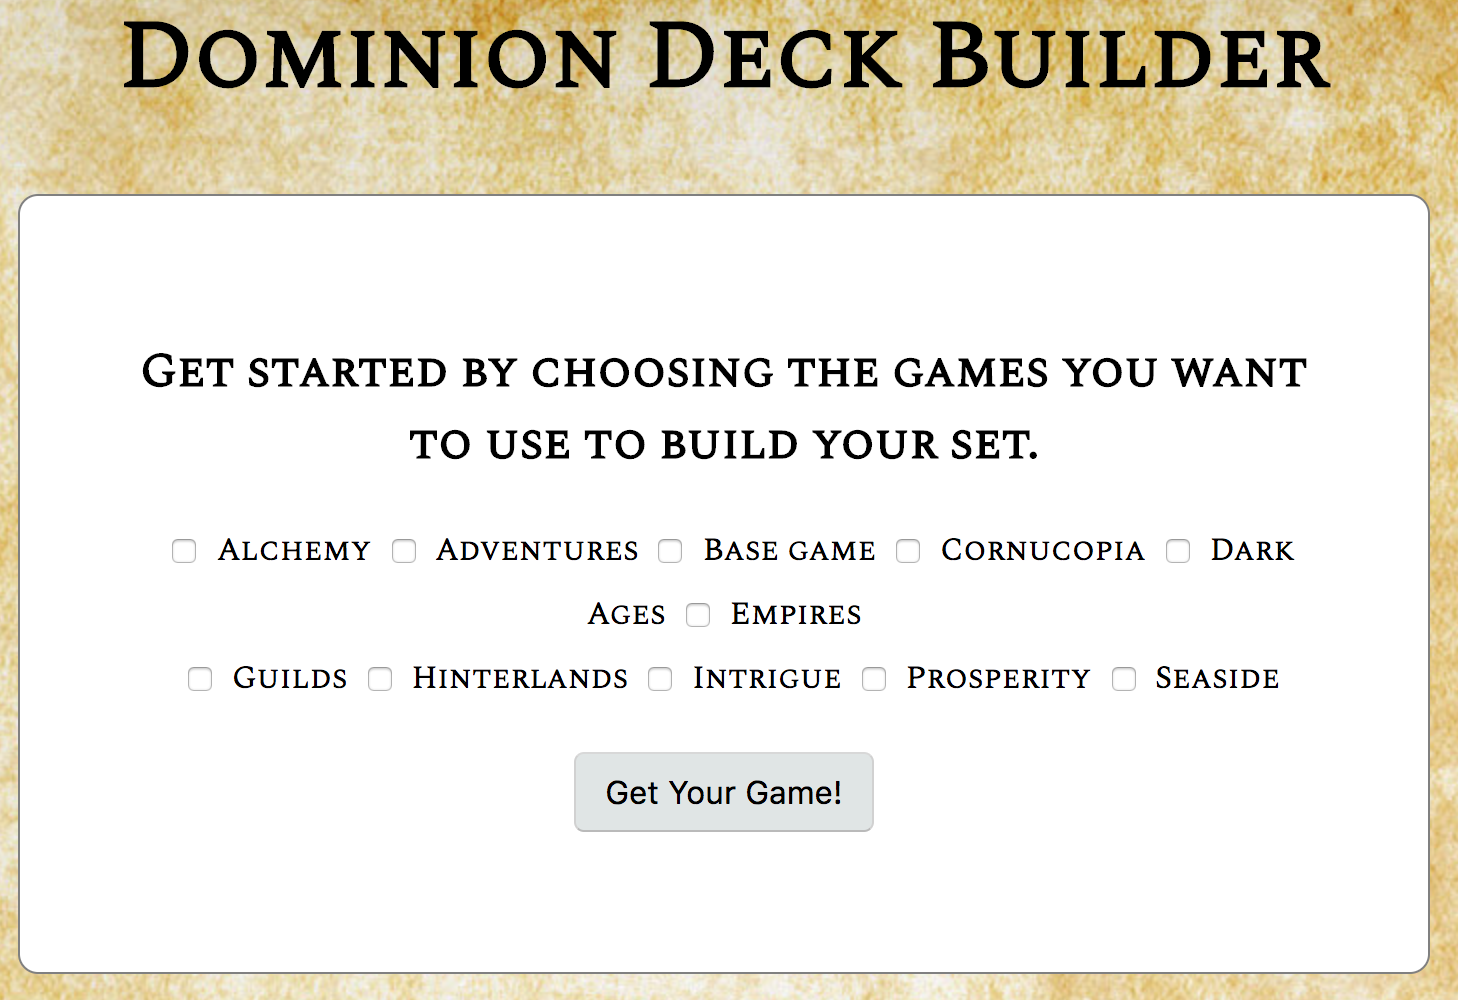 Dominion Deck Builder
Get started by choosing the games you want
to use to build your set.
Alchemy Adventures Base game Cornucopia Dark
Ages Empires
Guilds Hinterlands Intrigue Prosperity Seaside
Get Your Game!